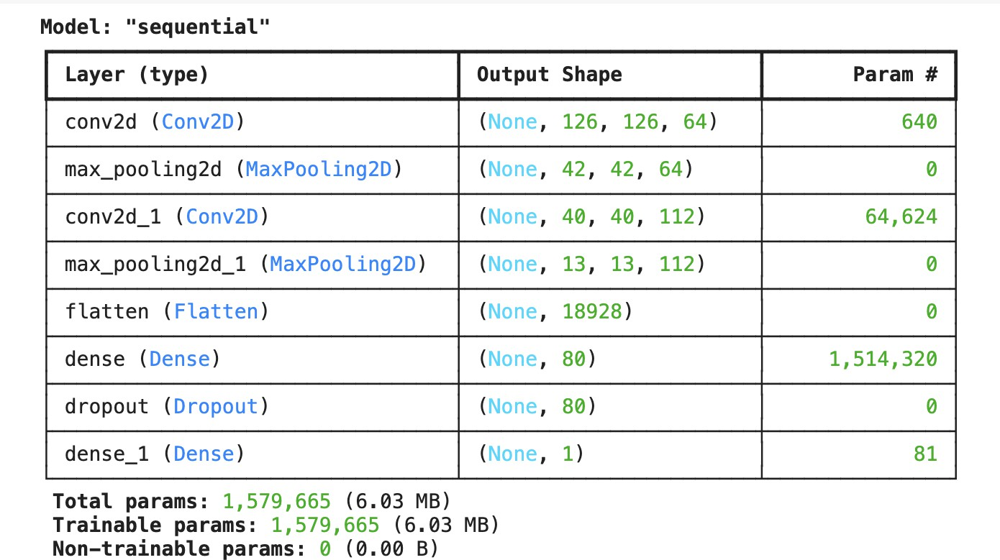 Model: "sequential"
Layer (type) Output Shape Param #
conv2d (Conv2D) (None, 126, 126, 64) 640
max_pooling2d (MaxPooling2D) (None, 42, 42, 64) 0
conv2d_1 (Conv2D) (None, 40, 40, 112) 64,624
max_pooling2d_1 (MaxPooling2D) (None, 13, 13, 112) 0
flatten (Flatten) (None, 18928) 0
dense (Dense) (None, 80) 1,514,320
dropout (Dropout) (None, 80) 0
dense_1 (Dense) (None, 1) 81
Total params: 1,579,665 (6.03 MB)
Trainable params: 1,579,665 (6.03 MB)
Non-trainable params: 0 (0.00 B)